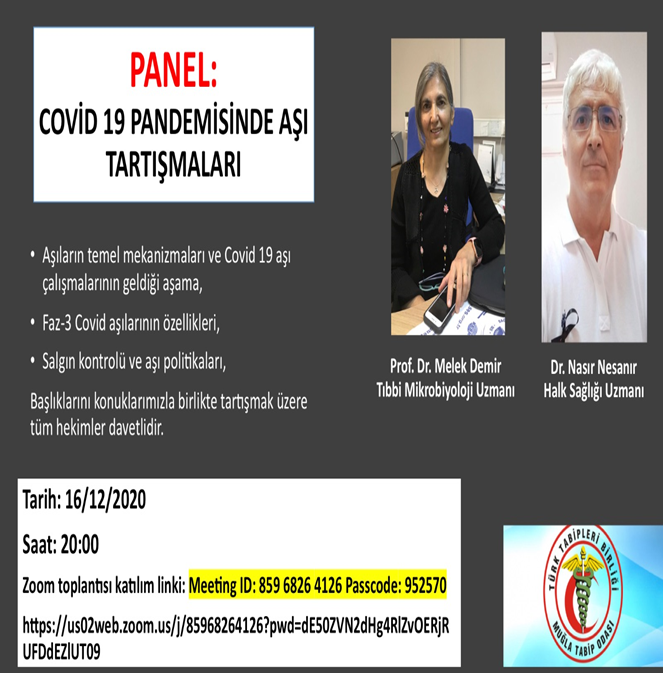 PANEL:
COVİD 19 PANDEMİSİNDE AŞI
TARTIŞMALARI
• Aşıların temel mekanizmaları ve Covid 19 aşı
çalışmalarının geldiği aşama,
• Faz-3 Covid aşılarının özellikleri,
• Salgın kontrolü ve aşı politikaları,
Başlıklarını konuklarımızla birlikte tartışmak üzere
tüm hekimler davetlidir.
Prof. Dr. Melek Demir
Tıbbi Mikrobiyoloji Uzmanı
Dr. Nasır Nesanır
Halk Sağlığı Uzmanı
Tarih: 16/12/2020
Saat: 20:00
Zoom toplantısı katılım linki: Meeting ID: 859 6826 4126 Passcode: 952570
https://us02web.zoom.us/j/85968264126?pwd=dE50ZVN2dHg4RlZvOERjR
UFDdEZlUT09
TÜRK TABİPLERİ BİRLİĞİ
MUĞLA TABİP ODASI